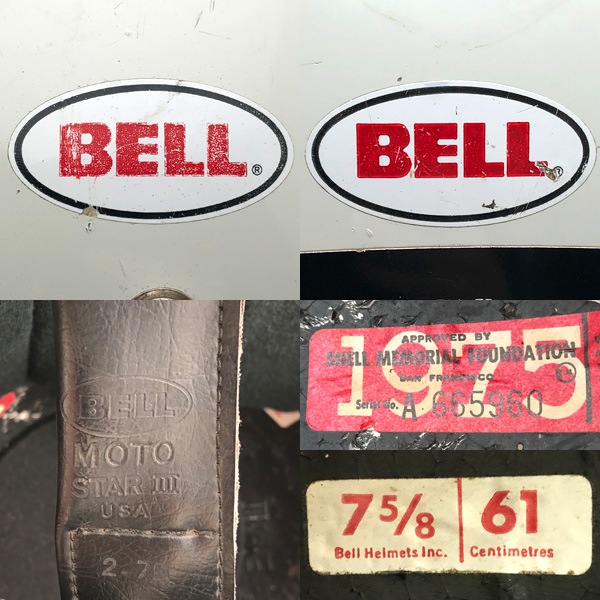 BELL®
BELL®
BELL
MOTO
STAR III
USA
27
1975
APPROVED BY
SNELL MEMORIAL FOUNDATION
SAN FRANCISCO
Serial No. A 665960
7 5/8
Bell Helmets Inc.
61
Centimetres